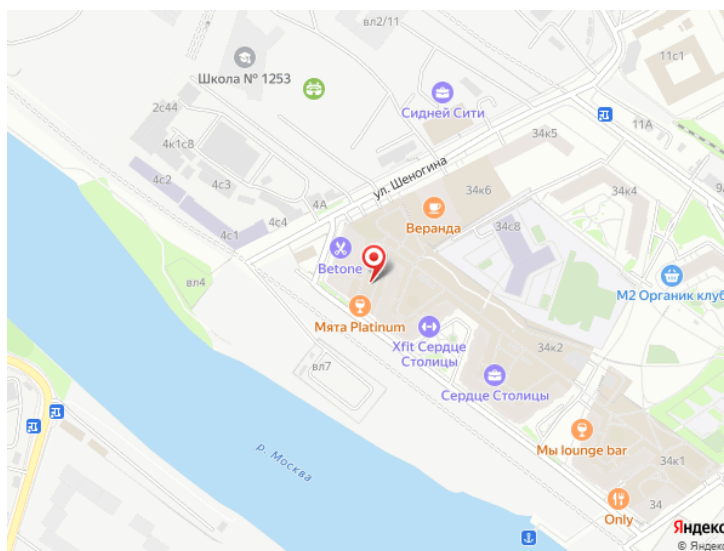 вл2/11
11с1
Школа № 1253
2с44
Сидней Сити
11А
34к5
4к1с8
4с2
4с3
ул. Шеногина
34к6
34к4
4А
4с4
4с1
Веранда
34с8
Betone
вл4
М2 Органик клуб
Мята Platinum
Xfit Сердце
Столицы
34к2
вл7
Сердце Столицы
Мы lounge bar
р. Москва
34к1
34
Only
Яндекс
© Яндекс